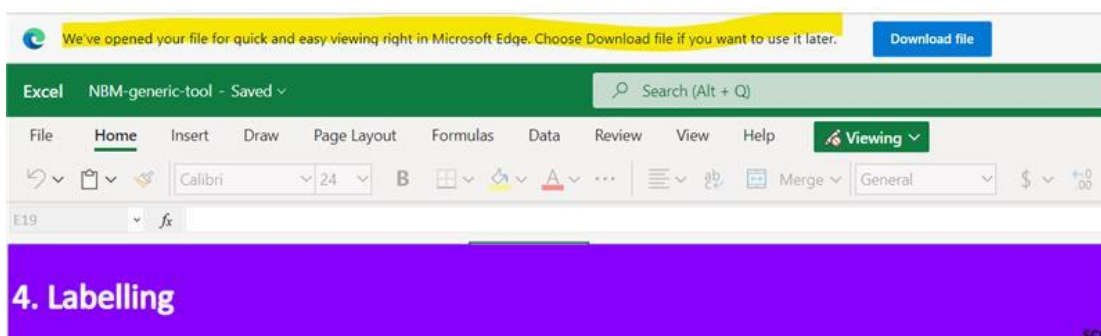 We've opened your file for quick and easy viewing right in Microsoft Edge. Choose Download file if you want to use it later. Download file
Excel NBM-generic-tool - Saved Search (Alt + Q)
File Home Insert Draw Page Layout Formulas Data Review View Help Viewing
Calibri 24 B A ... ab Merge General $ .00
E19 fx
4. Labelling